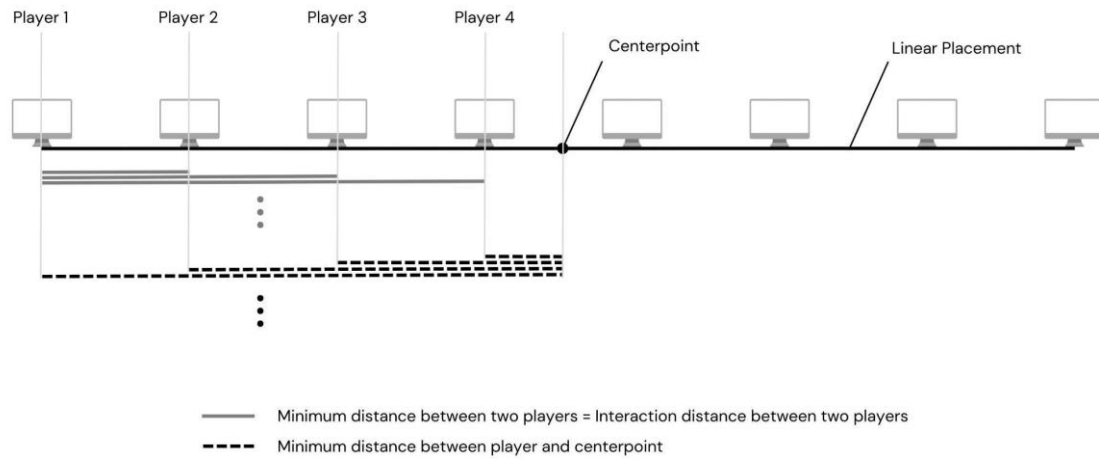 Player 1
Player 2
Player 3
Player 4
Centerpoint
Linear Placement
Minimum distance between two players = Interaction distance between two players
Minimum distance between player and centerpoint